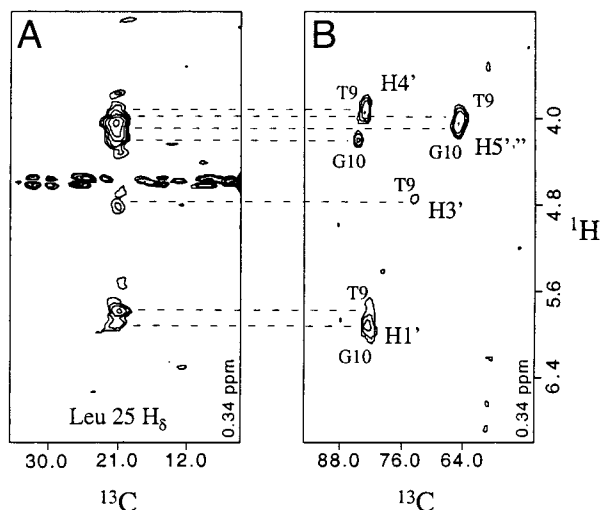 A
B
T9
H4'
T9
G10
G10
H5',"
T9
H3'
T9
H1'
G10
4.0
4.8
5.6
6.4
¹H
Leu 25 Hδ
0.34 ppm
0.34 ppm
30.0 21.0 12.0
88.0 76.0 64.0
¹³C
¹³C